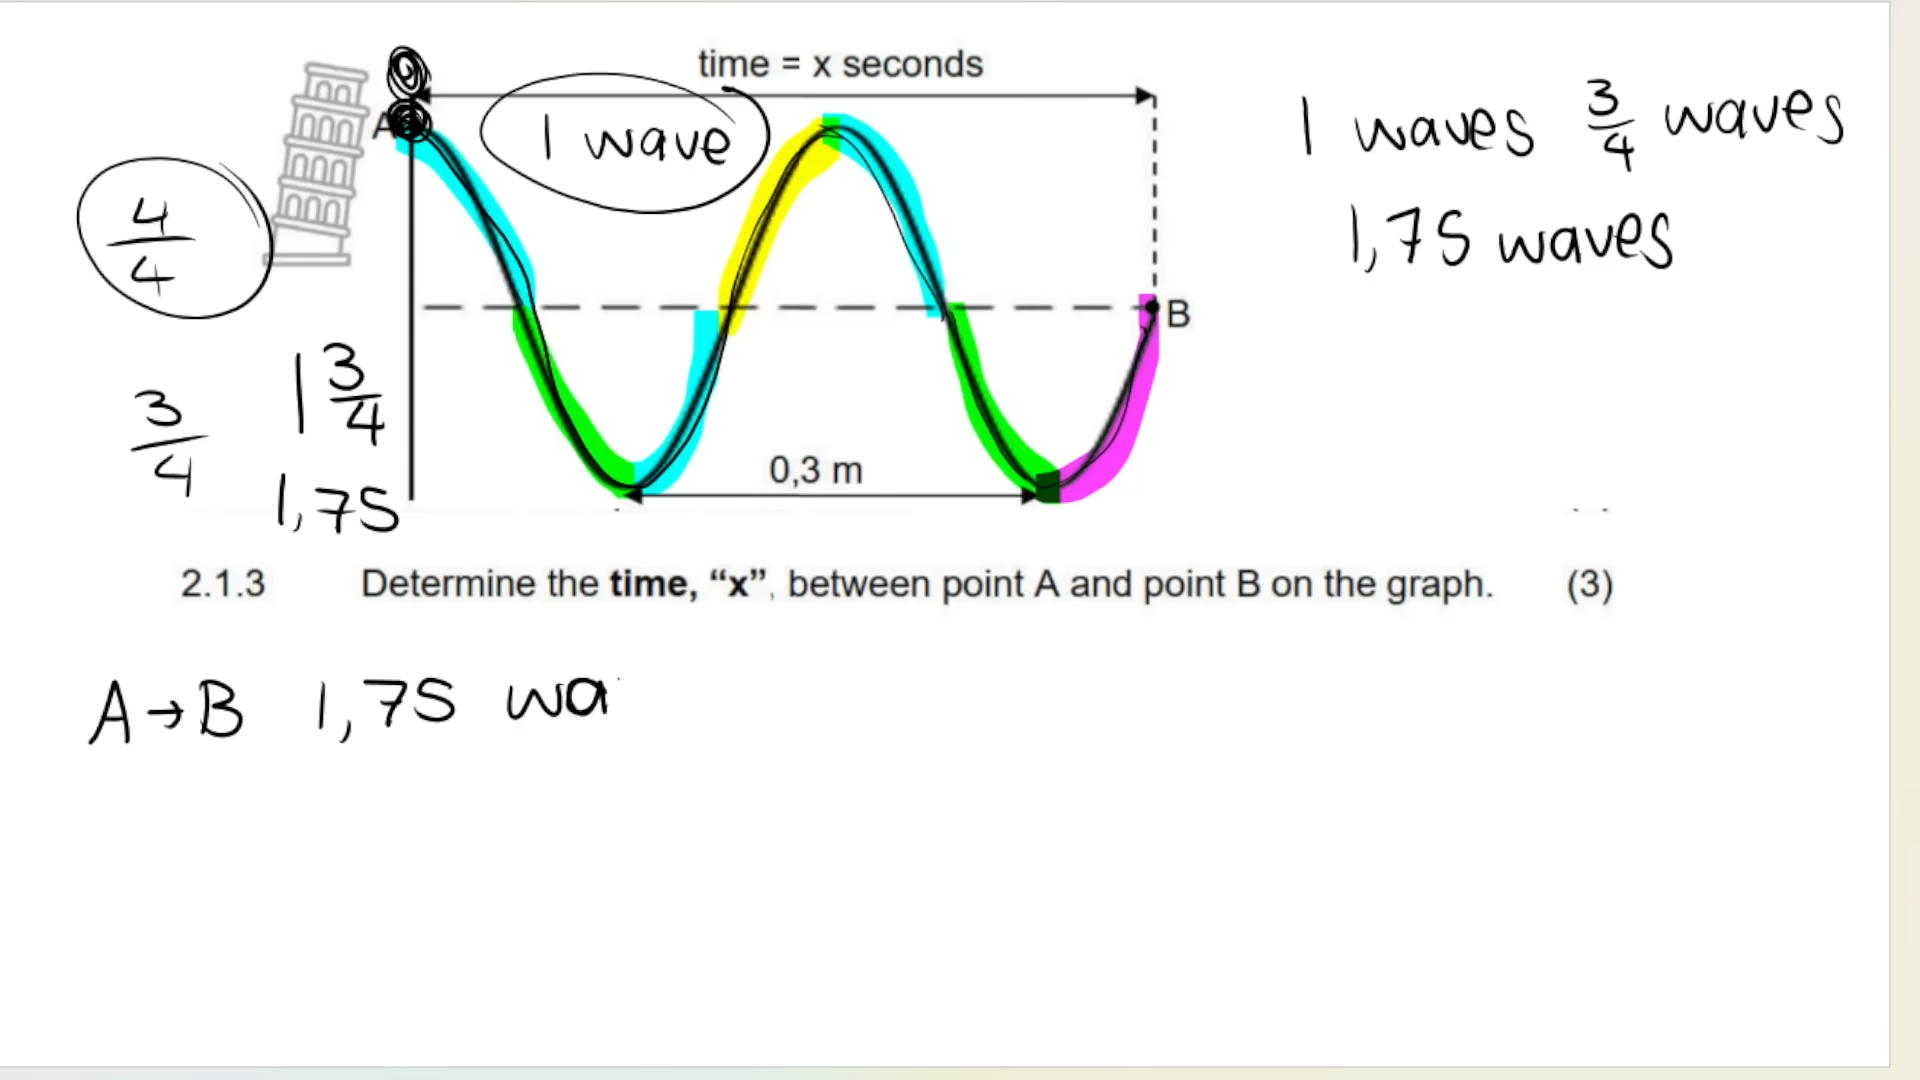 time = x seconds
A
1 wave
1 waves 3/4 waves
1,75 waves
4/4
B
3/4
1 3/4
1,75
0,3 m
2.1.3 Determine the time, “x”, between point A and point B on the graph. (3)
A → B 1,75 wa